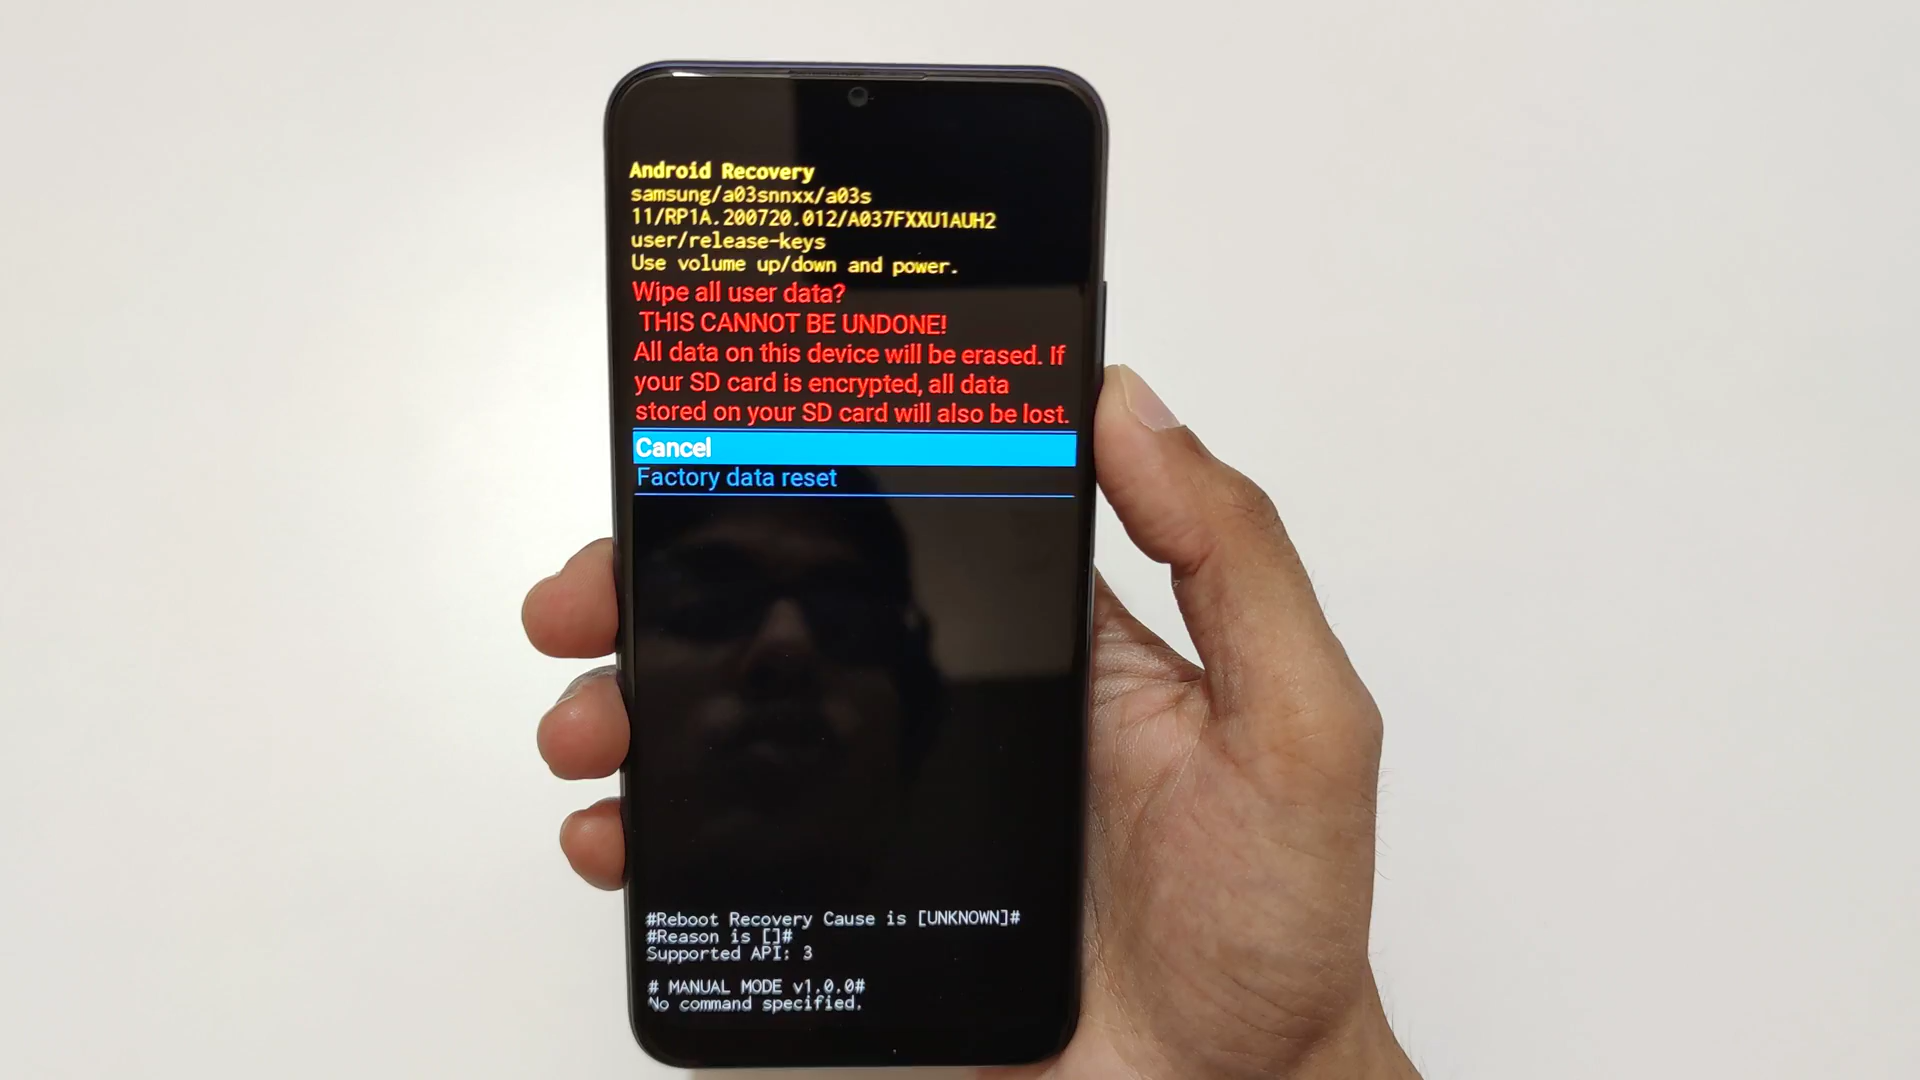 Android Recovery
samsung/a03snnxx/a03s
11/RP1A.200720.012/A037FXXU1AUH2
user/release-keys
Use volume up/down and power.
Wipe all user data?
THIS CANNOT BE UNDONE!
All data on this device will be erased. If
your SD card is encrypted, all data
stored on your SD card will also be lost.
Cancel
Factory data reset
#Reboot Recovery Cause is [UNKNOWN]#
#Reason is []#
Supported API: 3
# MANUAL MODE v1.0.0#
No command specified.